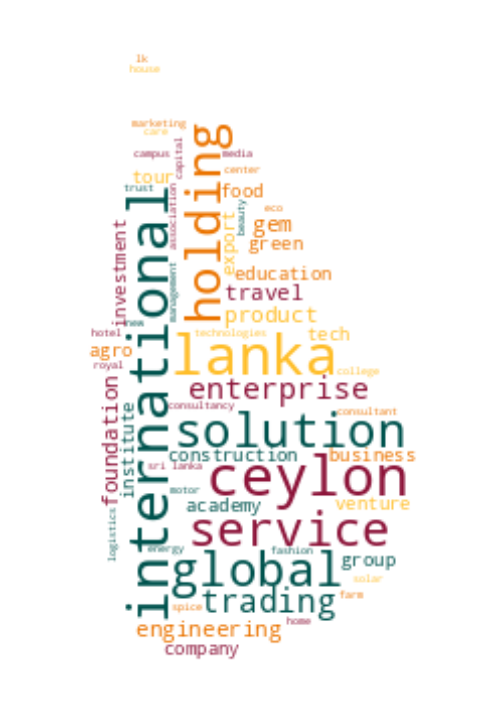 lk
house
marketing
care
holding
campus
capital
media
center
tour
trust
association
food
international
beauty
eco
gem
green
export
investment
management
education
travel
product
new
hotel
technologies
tech
agro
lanka
royal
college
foundation
enterprise
institute
consultancy
consultant
solution
construction
business
sri lanka
ceylon
motor
academy
venture
logistics
service
energy
fashion
global
group
solar
spice
trading
farm
home
engineering
company